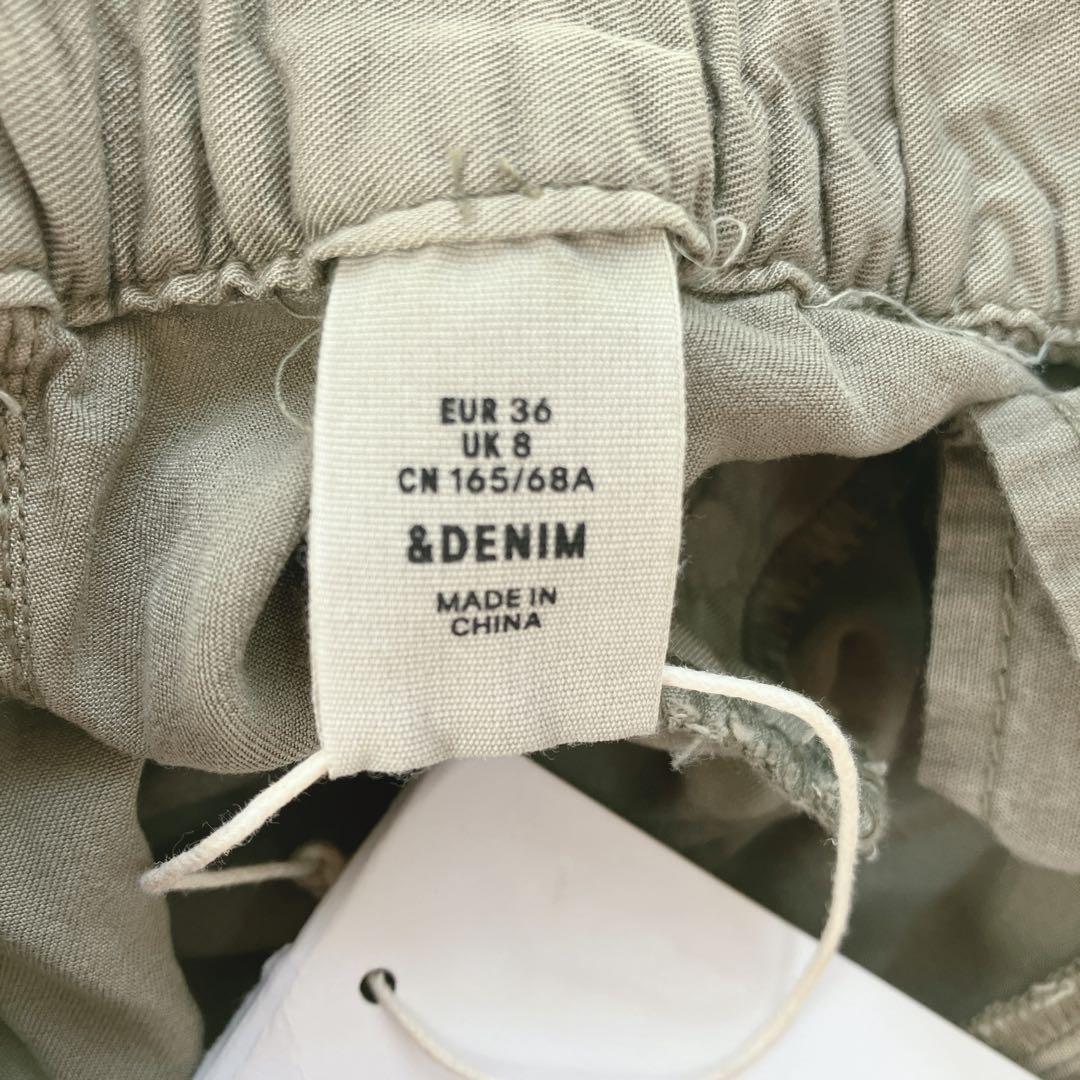 EUR 36
UK 8
CN 165/68A
&DENIM
MADE IN
CHINA